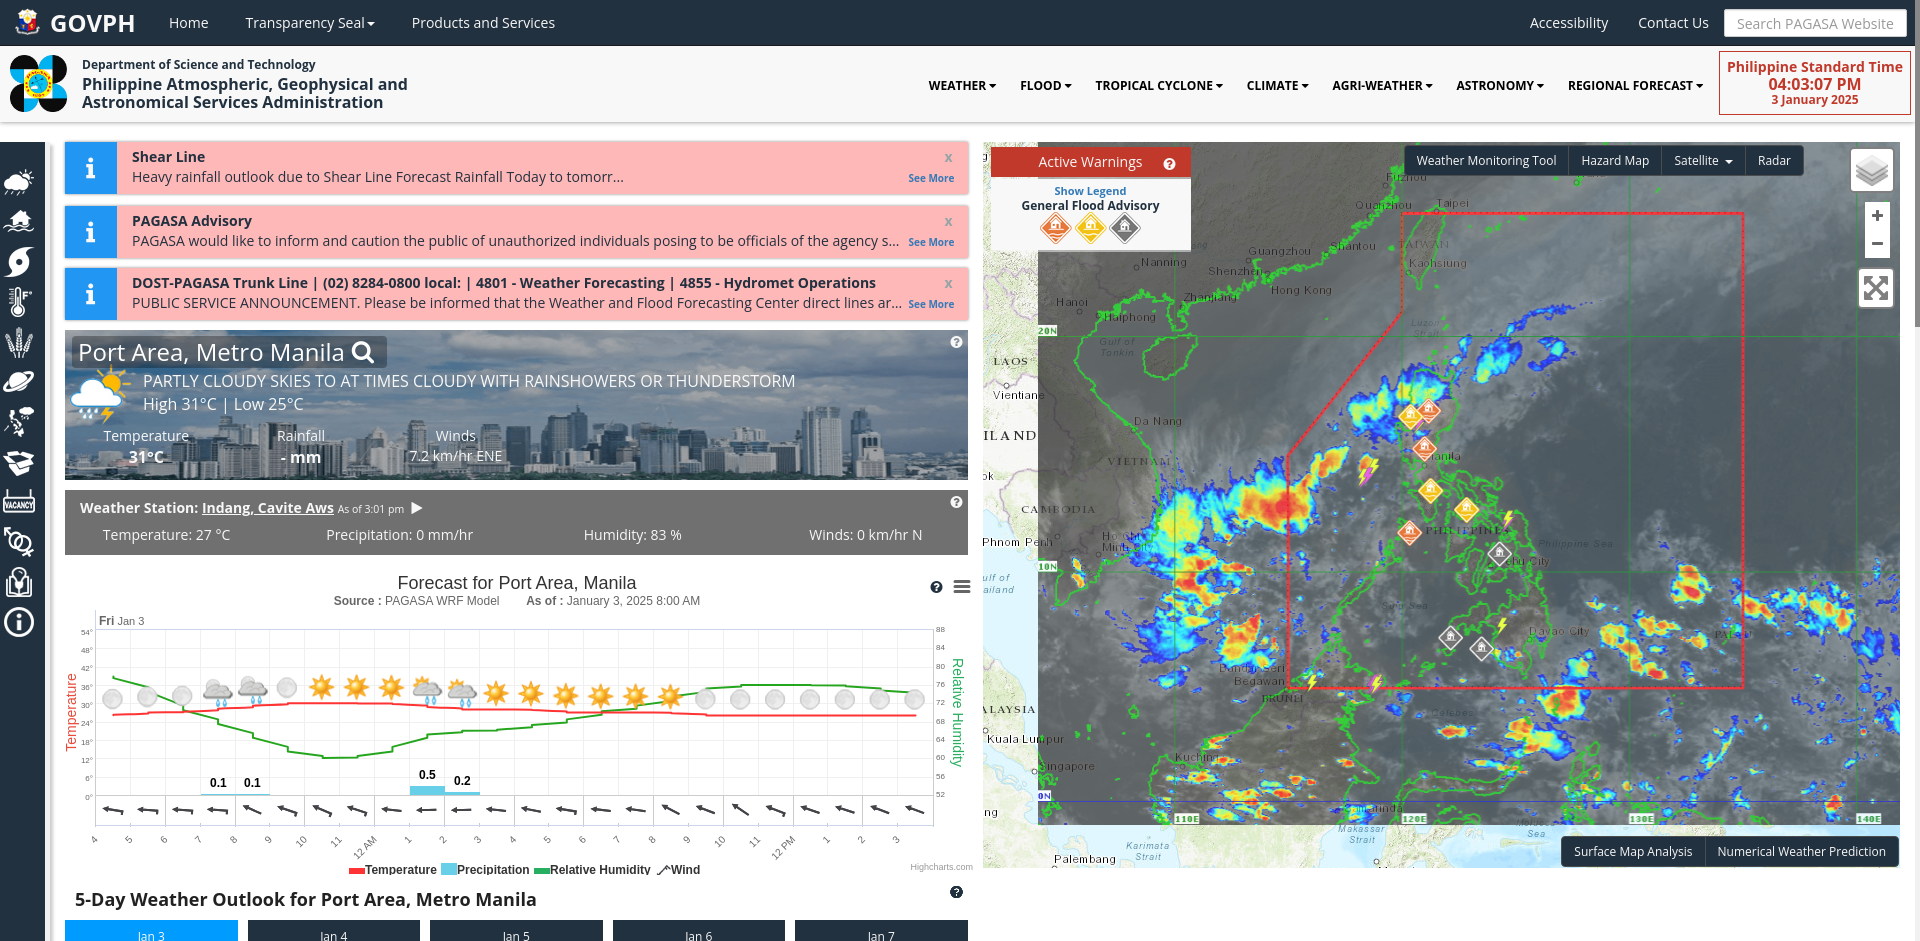 GOVPH
Home
Transparency Seal
Products and Services
Accessibility
Contact Us
Search PAGASA Website
Department of Science and Technology
Philippine Atmospheric, Geophysical and
Astronomical Services Administration
WEATHER
FLOOD
TROPICAL CYCLONE
CLIMATE
AGRI-WEATHER
ASTRONOMY
REGIONAL FORECAST
Philippine Standard Time
04:03:07 PM
3 January 2025
Shear Line
x
Heavy rainfall outlook due to Shear Line Forecast Rainfall Today to tomorr...
See More
PAGASA Advisory
x
PAGASA would like to inform and caution the public of unauthorized individuals posing to be officials of the agency s...
See More
DOST-PAGASA Trunk Line | (02) 8284-0800 local: | 4801 - Weather Forecasting | 4855 - Hydromet Operations
x
PUBLIC SERVICE ANNOUNCEMENT. Please be informed that the Weather and Flood Forecasting Center direct lines ar...
See More
VACANCY
Port Area, Metro Manila
PARTLY CLOUDY SKIES TO AT TIMES CLOUDY WITH RAINSHOWERS OR THUNDERSTORM
High 31°C | Low 25°C
Temperature
Rainfall
Winds
31°C
- mm
7.2 km/hr ENE
Weather Station: Indang, Cavite Aws As of 3:01 pm
Temperature: 27 °C
Precipitation: 0 mm/hr
Humidity: 83 %
Winds: 0 km/hr N
Forecast for Port Area, Manila
Source : PAGASA WRF Model
As of : January 3, 2025 8:00 AM
Fri Jan 3
54°
48°
42°
36°
30°
24°
18°
12°
6°
0°
Temperature
88
84
80
76
72
68
64
60
56
52
Relative Humidity
0.1
0.1
0.5
0.2
4
5
6
7
8
9
10
11
12 AM
1
2
3
4
5
6
7
8
9
10
11
12 PM
1
2
3
Temperature
Precipitation
Relative Humidity
Wind
Highcharts.com
5-Day Weather Outlook for Port Area, Metro Manila
Jan 3
Jan 4
Jan 5
Jan 6
Jan 7
Active Warnings
Show Legend
General Flood Advisory
Weather Monitoring Tool
Hazard Map
Satellite
Radar
+
−
Fuzhou
Quanzhou
Taipei
TAIWAN
Kaohsiung
Shantou
Guangzhou
Shenzhen
Hong Kong
Nanning
Zhanjiang
Hanoi
Haiphong
Gulf of
Tonkin
Luzon
Strait
20N
LAOS
Vientiane
Da Nang
ILAND
VIETNAM
ok
CAMBODIA
Phnom Penh
Ho Chi
Minh City
ulf of
ailand
10N
anila
PHILIPPINES
Philippine Sea
ebu City
Sulu Sea
Davao City
PALAU
Bandar Seri
Begawan
BRUNEI
Celebes
ALAYSIA
Kuala Lumpur
Singapore
Kuching
Samarinda
0N
110E
120E
130E
140E
ng
Palembang
Karimata
Strait
Makassar
Strait
Molucca
Sea
Surface Map Analysis
Numerical Weather Prediction